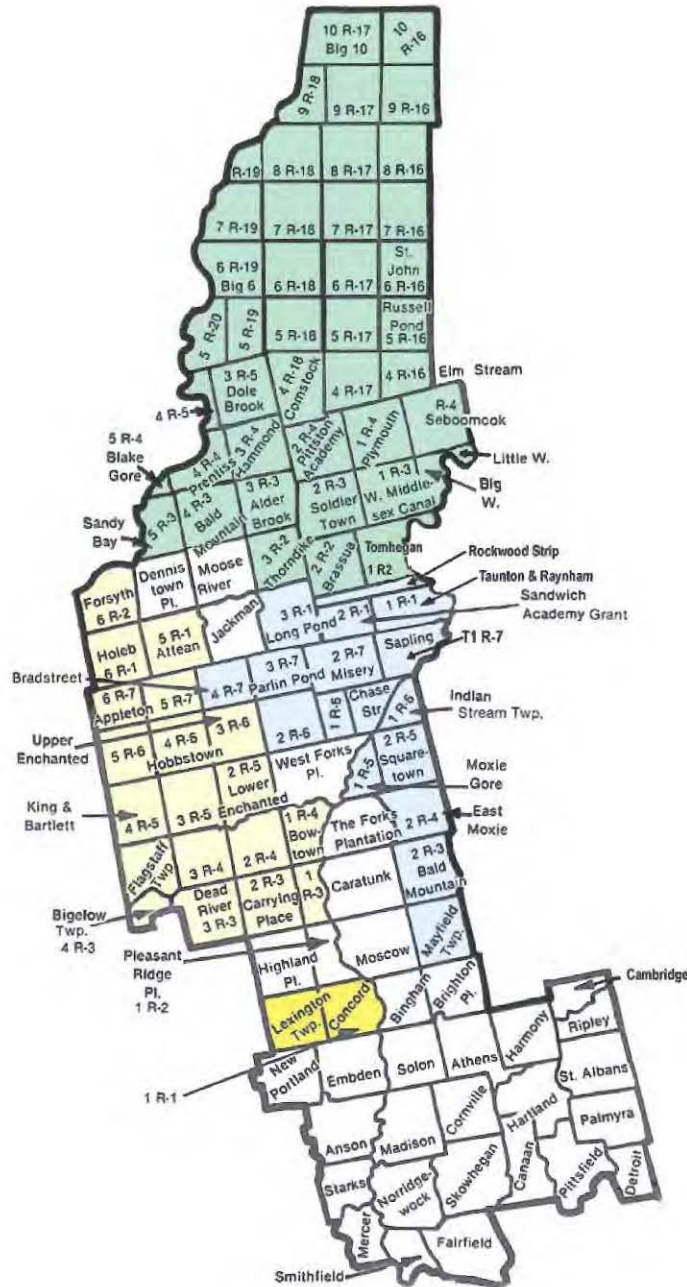 10 R-17
Big 10
10
R-16
9 R-18
9 R-17
9 R-16
R-19
8 R-18
8 R-17
8 R-16
7 R-19
7 R-18
7 R-17
7 R-16
6 R-19
Big 6
6 R-18
6 R-17
St.
John
6 R-16
5 R-20
5 R-19
5 R-18
5 R-17
Russell
Pond
5 R-16
4 R-5
3 R-5
Dole
Brook
4 R-18
Comstock
4 R-17
4 R-16
Elm Stream
5 R-4
Blake
Gore
4 R-4
Prentiss
3 R-4
Hammond
2 R-4
Pittston
Academy
1 R-4
Plymouth
R-4
Seboomook
Little W.
Big
W.
Sandy
Bay
5 R-3
4 R-3
Bald
Mountain
3 R-3
Alder
Brook
2 R-3
Soldier
Town
1 R-3
W. Middle-
sex Canal
Forsyth
6 R-2
Dennis
town
Pl.
Moose
River
3 R-2
Thorndike
2 R-2
Brassua
Tomhegan
1 R2
Rockwood Strip
Taunton & Raynham
Sandwich
Academy Grant
Holeb
6 R-1
5 R-1
Attean
Jackman
3 R-1
Long Pond
2 R-1
1 R-1
Sapling
T1 R-7
Bradstreet
6 R-7
Appleton
5 R-7
4 R-7
3 R-7
Parlin Pond
2 R-7
Misery
Upper
Enchanted
5 R-6
4 R-6
Hobbstown
3 R-6
2 R-6
1 R-6
Chase
Str.
1 R-6
Indian
Stream Twp.
King &
Bartlett
4 R-5
3 R-5
2 R-5
Lower
Enchanted
West Forks
Pl.
1 R-5
2 R-5
Square-
town
Moxie
Gore
Flagstaff
Twp.
3 R-4
2 R-4
1 R-4
Bow-
town
The Forks
Plantation
2 R-4
East
Moxie
Bigelow
Twp.
4 R-3
Dead
River
3 R-3
2 R-3
Carrying
Place
1
R-3
Caratunk
2 R-3
Bald
Mountain
Pleasant
Ridge
Pl.
1 R-2
Highland
Pl.
Moscow
Mayfield
Twp.
Lexington
Twp.
Concord
Bingham
Brighton
Pl.
Cambridge
1 R-1
New
Portland
Embden
Solon
Athens
Harmony
Ripley
St. Albans
Anson
Madison
Cornville
Hartland
Palmyra
Starks
Norridge-
wock
Skowhegan
Canaan
Pittsfield
Detroit
Mercer
Smithfield
Fairfield